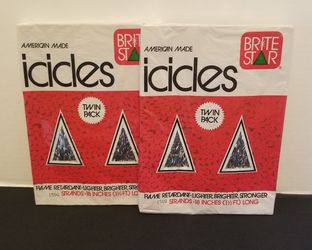 AMERICAN MADE
BRITE
STAR
icicles
TWIN
PACK
FLAME RETARDANT-LIGHTER, BRIGHTER, STRONGER
STRANDS-18 INCHES (1½ FT) LONG
AMERICAN MADE
BRITE
STAR
icicles
TWIN
PACK
FLAME RETARDANT-LIGHTER, BRIGHTER, STRONGER
STRANDS-18 INCHES (1½ FT) LONG